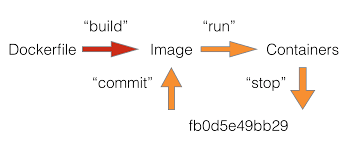 “build”
“run”
Dockerfile
Image
Containers
“commit”
“stop”
fb0d5e49bb29